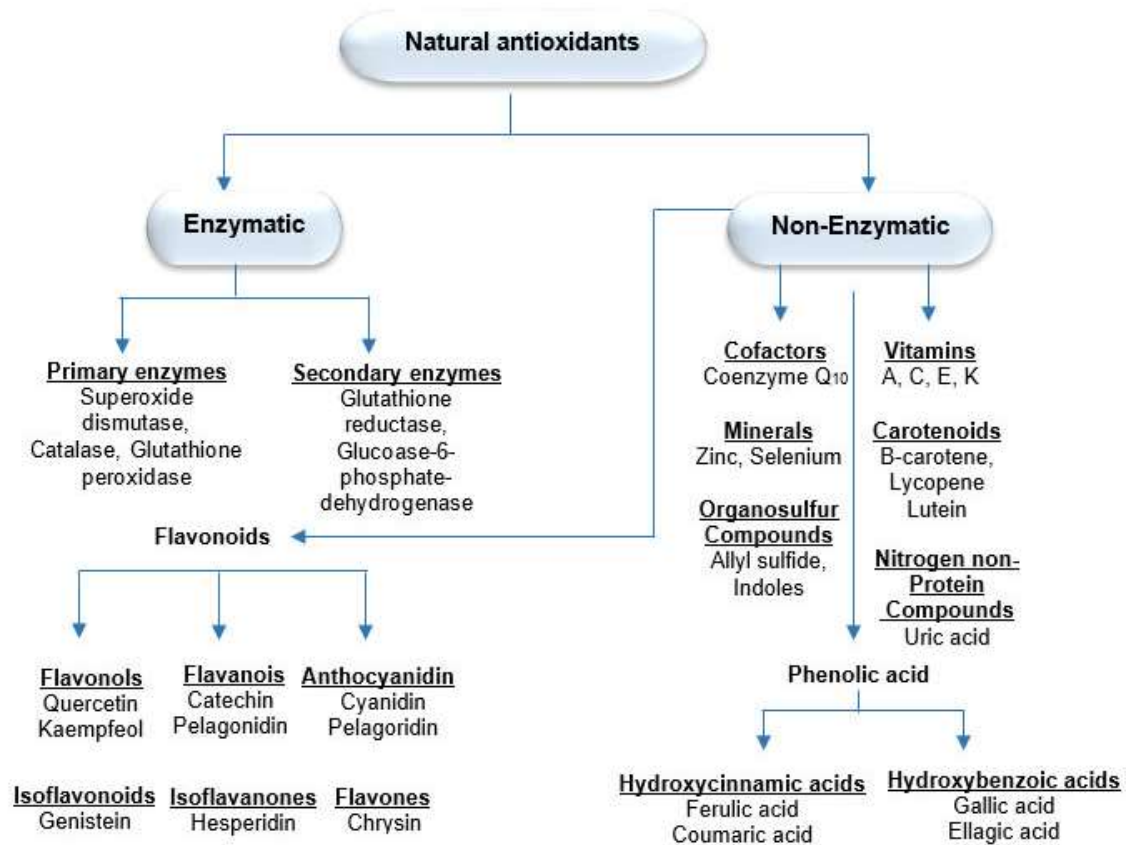 Natural antioxidants
Enzymatic
Non-Enzymatic
Primary enzymes
Superoxide
dismutase,
Catalase, Glutathione
peroxidase
Secondary enzymes
Glutathione
reductase,
Glucoase-6-
phosphate-
dehydrogenase
Cofactors
Coenzyme Q10
Minerals
Zinc, Selenium
Organosulfur
Compounds
Allyl sulfide,
Indoles
Vitamins
A, C, E, K
Carotenoids
B-carotene,
Lycopene
Lutein
Nitrogen non-
Protein
Compounds
Uric acid
Flavonoids
Flavonols
Quercetin
Kaempfeol
Flavanois
Catechin
Pelagonidin
Anthocyanidin
Cyanidin
Pelagoridin
Isoflavonoids
Genistein
Isoflavanones
Hesperidin
Flavones
Chrysin
Phenolic acid
Hydroxycinnamic acids
Ferulic acid
Coumaric acid
Hydroxybenzoic acids
Gallic acid
Ellagic acid